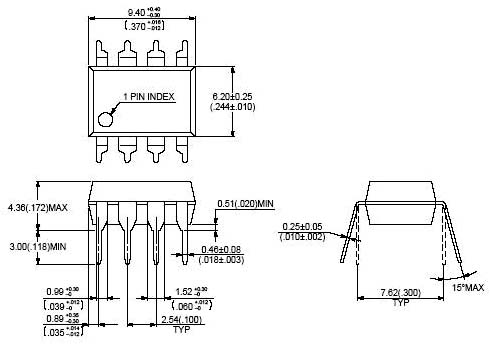 9.40 +0.40 -0.30
(.370 +.016 -.012)
1 PIN INDEX
6.20±0.25
(.244±.010)
4.36(.172)MAX
0.51(.020)MIN
3.00(.118)MIN
0.46±0.08
(.018±.003)
0.25±0.05
(.010±.002)
0.99 +0.30 -0
(.039 +.012 -0)
1.52 +0.30 -0
(.060 +.012 -0)
0.89 +0.35 -0.30
(.035 +.014 -.012)
2.54(.100)
TYP
7.62(.300)
TYP
15°MAX